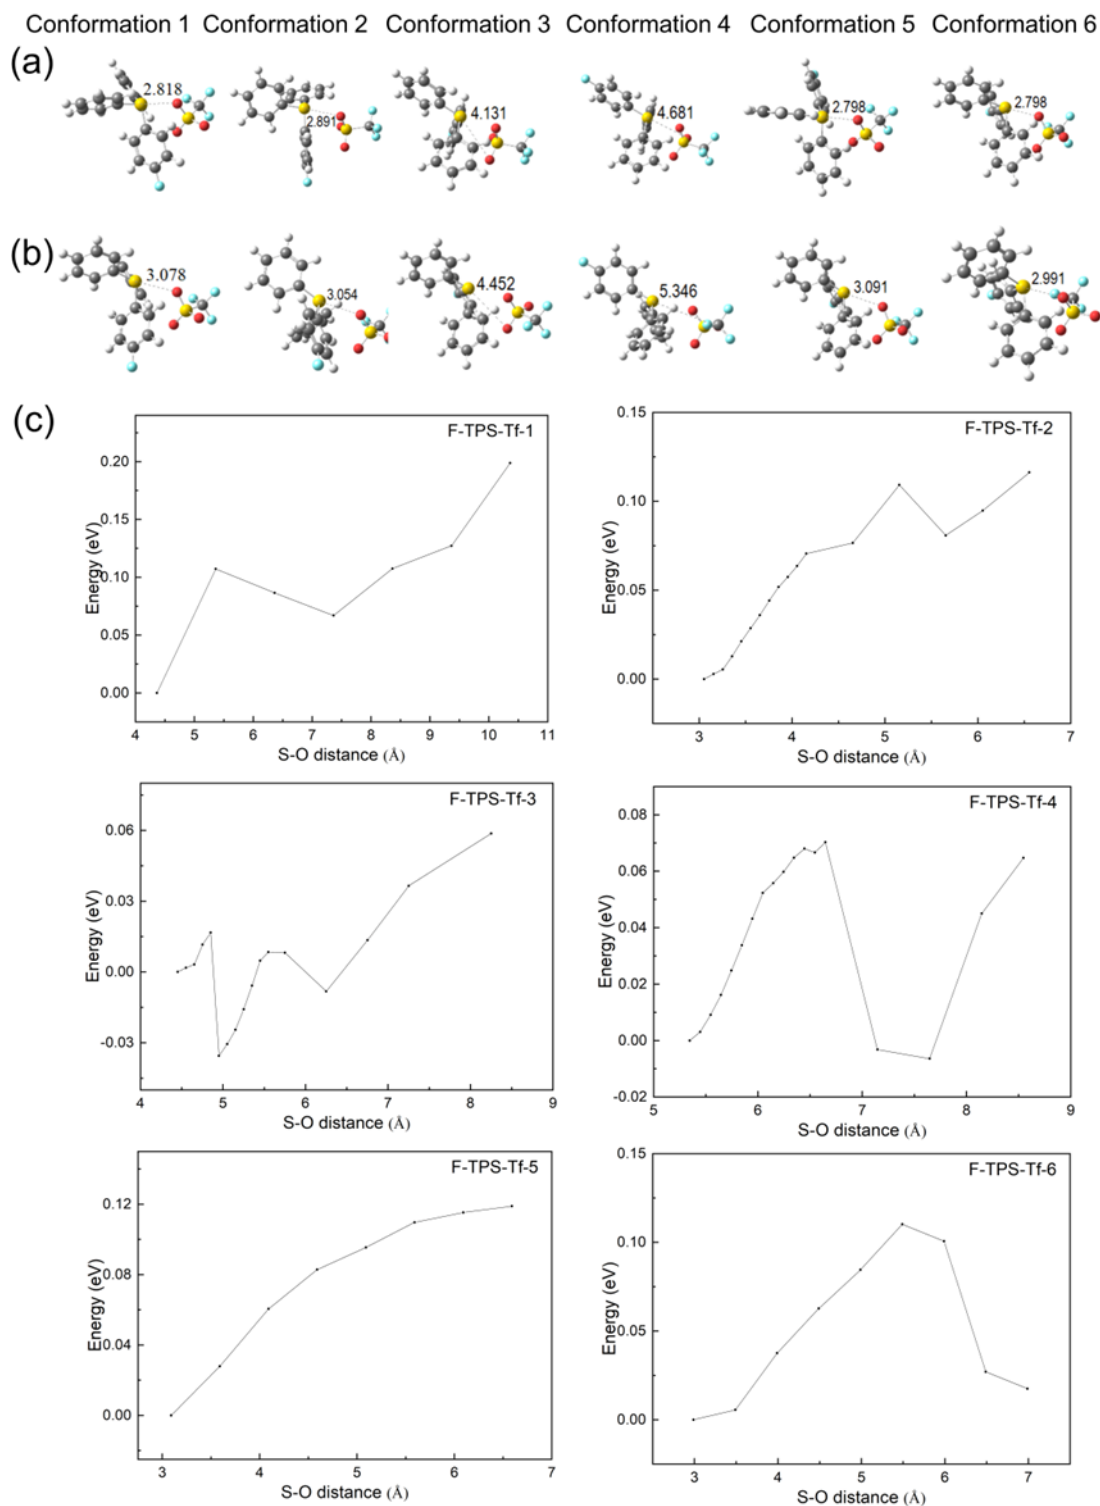 Conformation 1 Conformation 2 Conformation 3 Conformation 4 Conformation 5 Conformation 6
(a)
2.818 2.891 4.131 4.681 2.798 2.798
(b)
3.078 3.054 4.452 5.346 3.091 2.991
(c)
F-TPS-Tf-1
Energy (eV)
0.20
0.15
0.10
0.05
0.00
4 5 6 7 8 9 10 11
S-O distance (Å)
F-TPS-Tf-2
Energy (eV)
0.15
0.10
0.05
0.00
3 4 5 6 7
S-O distance (Å)
F-TPS-Tf-3
Energy (eV)
0.06
0.03
0.00
-0.03
4 5 6 7 8 9
S-O distance (Å)
F-TPS-Tf-4
Energy (eV)
0.08
0.06
0.04
0.02
0.00
-0.02
5 6 7 8 9
S-O distance (Å)
F-TPS-Tf-5
Energy (eV)
0.12
0.08
0.04
0.00
3 4 5 6 7
S-O distance (Å)
F-TPS-Tf-6
Energy (eV)
0.15
0.10
0.05
0.00
3 4 5 6 7
S-O distance (Å)